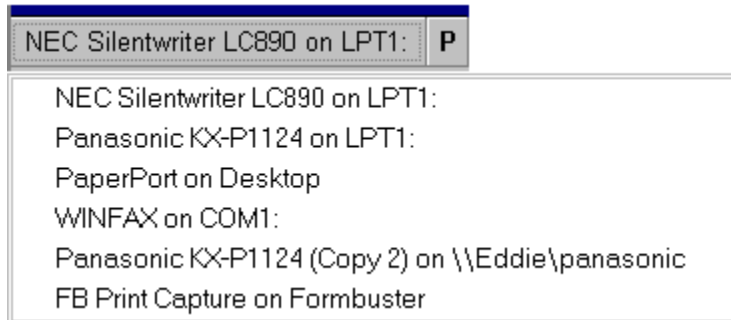 NEC Silentwriter LC890 on LPT1: P
NEC Silentwriter LC890 on LPT1:
Panasonic KX-P1124 on LPT1:
PaperPort on Desktop
WINFAX on COM1:
Panasonic KX-P1124 (Copy 2) on \\Eddie\panasonic
FB Print Capture on Formbuster